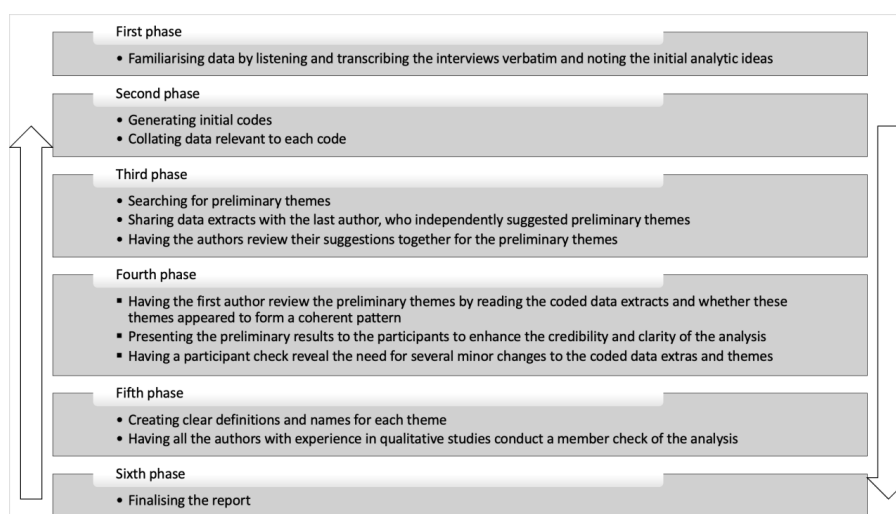 First phase
• Familiarising data by listening and transcribing the interviews verbatim and noting the initial analytic ideas
Second phase
• Generating initial codes
• Collating data relevant to each code
Third phase
• Searching for preliminary themes
• Sharing data extracts with the last author, who independently suggested preliminary themes
• Having the authors review their suggestions together for the preliminary themes
Fourth phase
▪ Having the first author review the preliminary themes by reading the coded data extracts and whether these
themes appeared to form a coherent pattern
▪ Presenting the preliminary results to the participants to enhance the credibility and clarity of the analysis
▪ Having a participant check reveal the need for several minor changes to the coded data extras and themes
Fifth phase
• Creating clear definitions and names for each theme
• Having all the authors with experience in qualitative studies conduct a member check of the analysis
Sixth phase
• Finalising the report